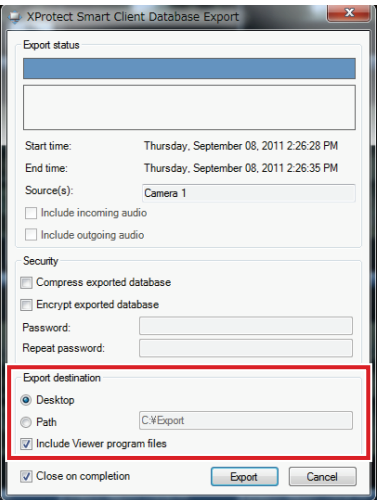 XProtect Smart Client Database Export
Export status
Start time: Thursday, September 08, 2011 2:26:28 PM
End time: Thursday, September 08, 2011 2:26:35 PM
Source(s): Camera 1
Include incoming audio
Include outgoing audio
Security
Compress exported database
Encrypt exported database
Password:
Repeat password:
Export destination
Desktop
Path C:¥Export
Include Viewer program files
Close on completion Export Cancel